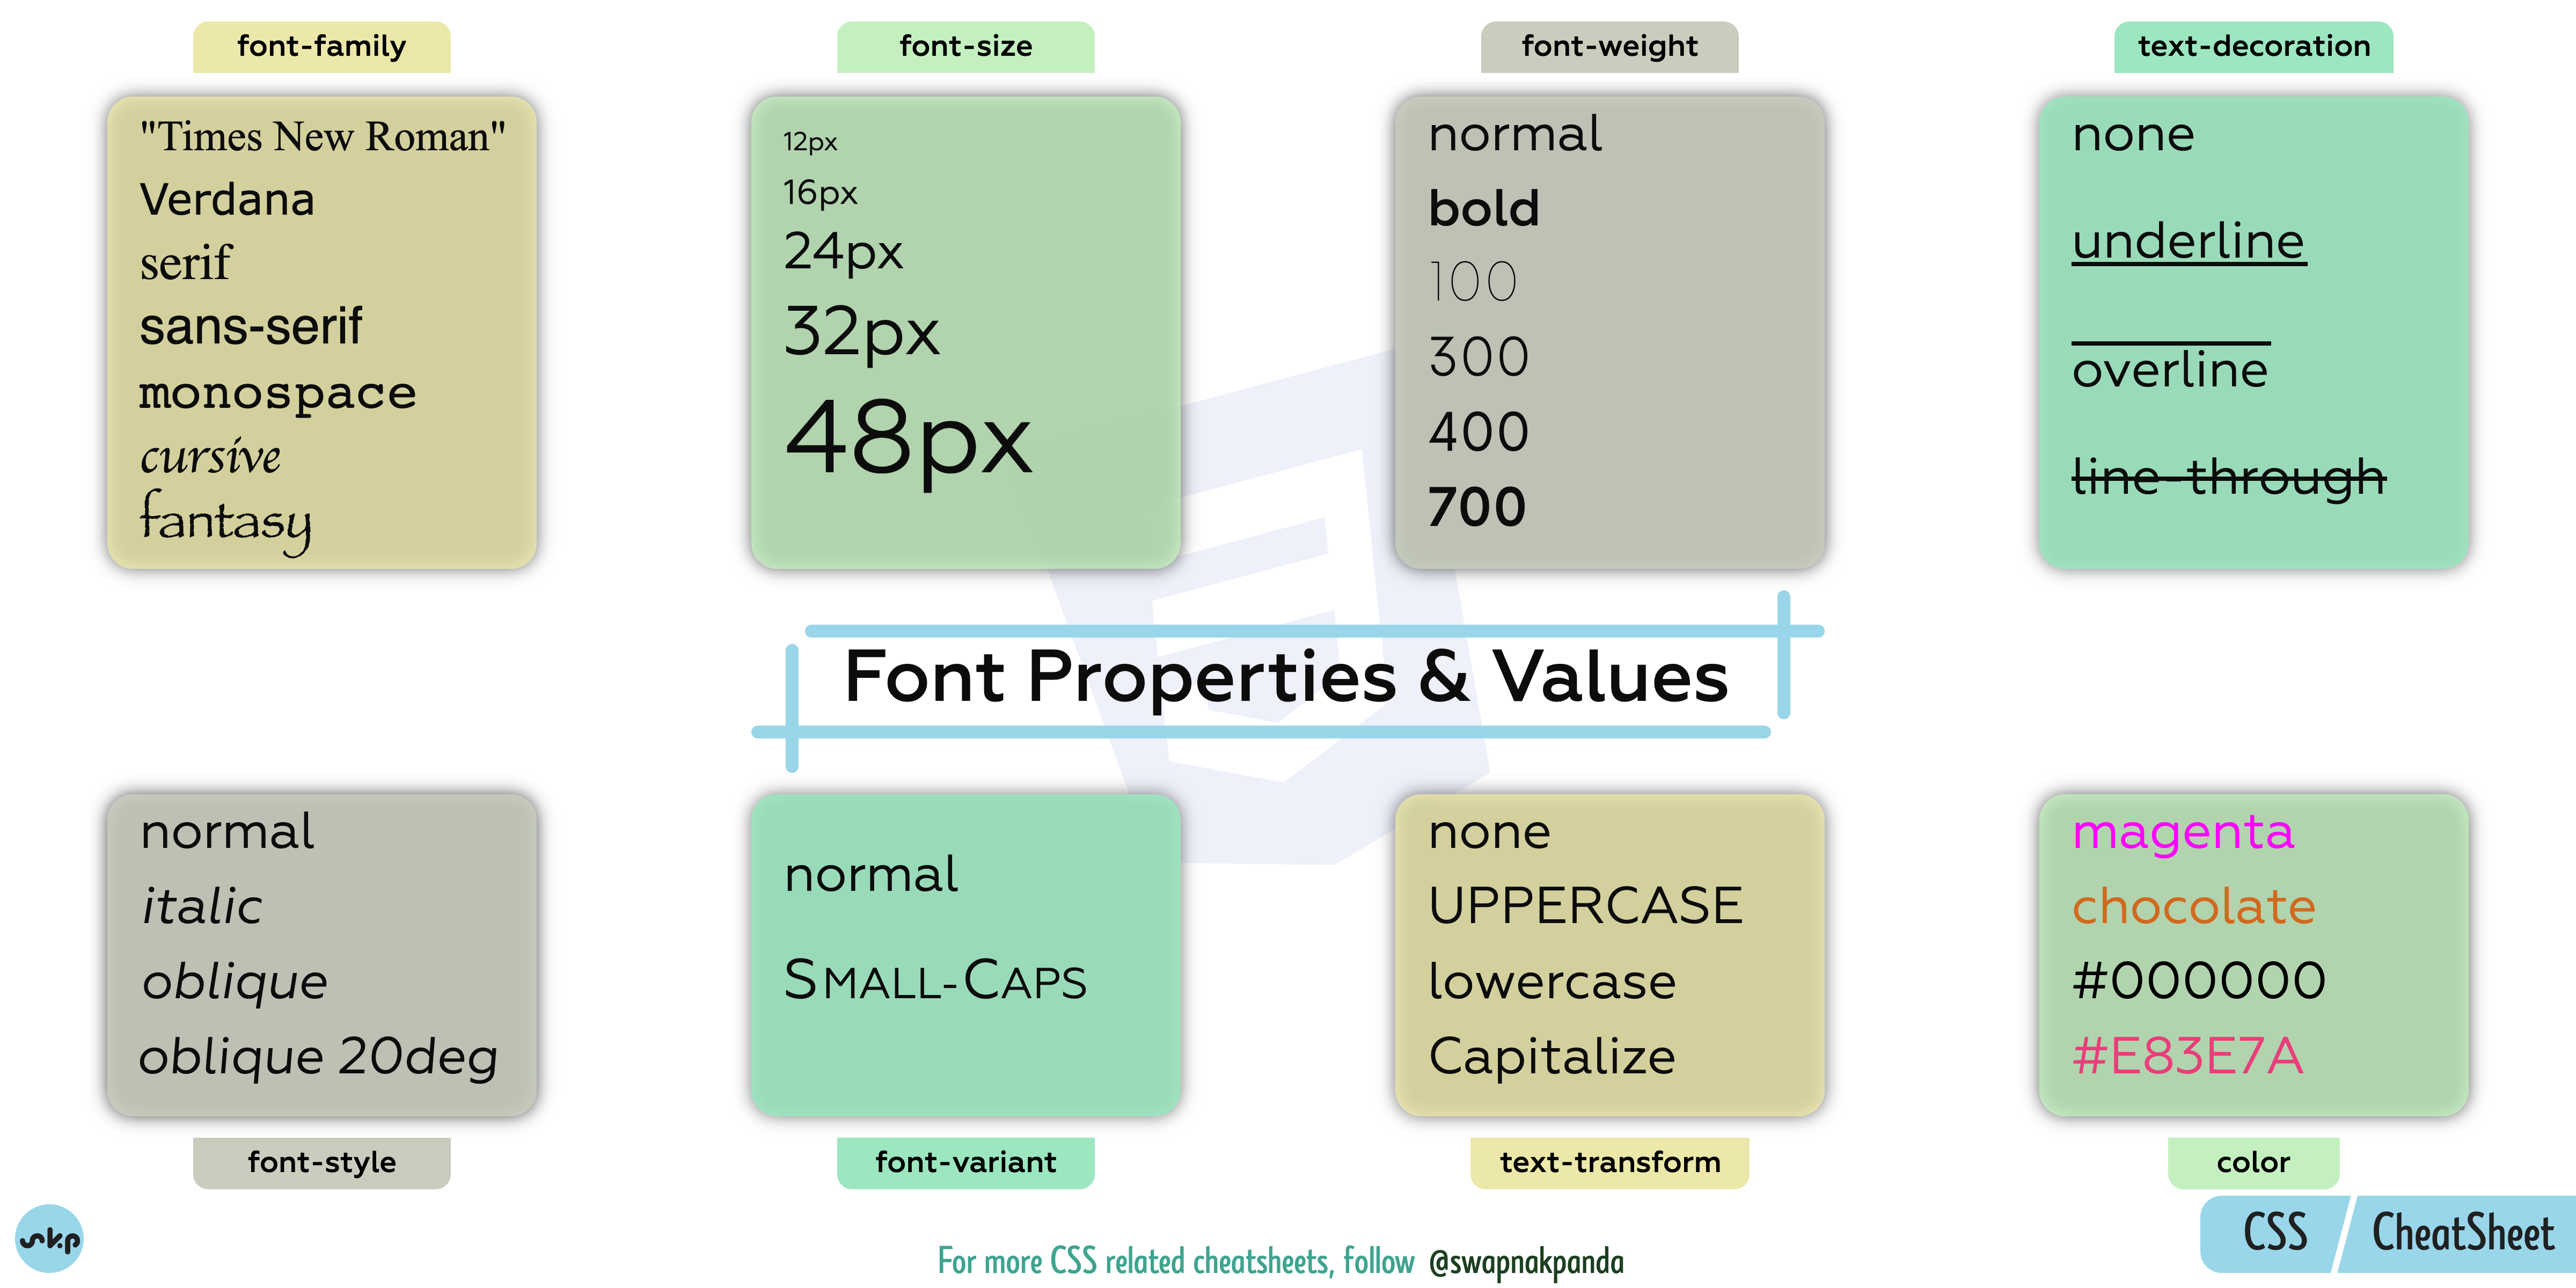 font-family
"Times New Roman"
Verdana
serif
sans-serif
monospace
cursive
fantasy
font-size
12px
16px
24px
32px
48px
font-weight
normal
bold
100
300
400
700
text-decoration
none
underline
overline
line-through
Font Properties & Values
normal
italic
oblique
oblique 20deg
font-style
normal
SMALL-CAPS
font-variant
none
UPPERCASE
lowercase
Capitalize
text-transform
magenta
chocolate
#000000
#E83E7A
color
skp
For more CSS related cheatsheets, follow @swapnakpanda
CSS CheatSheet